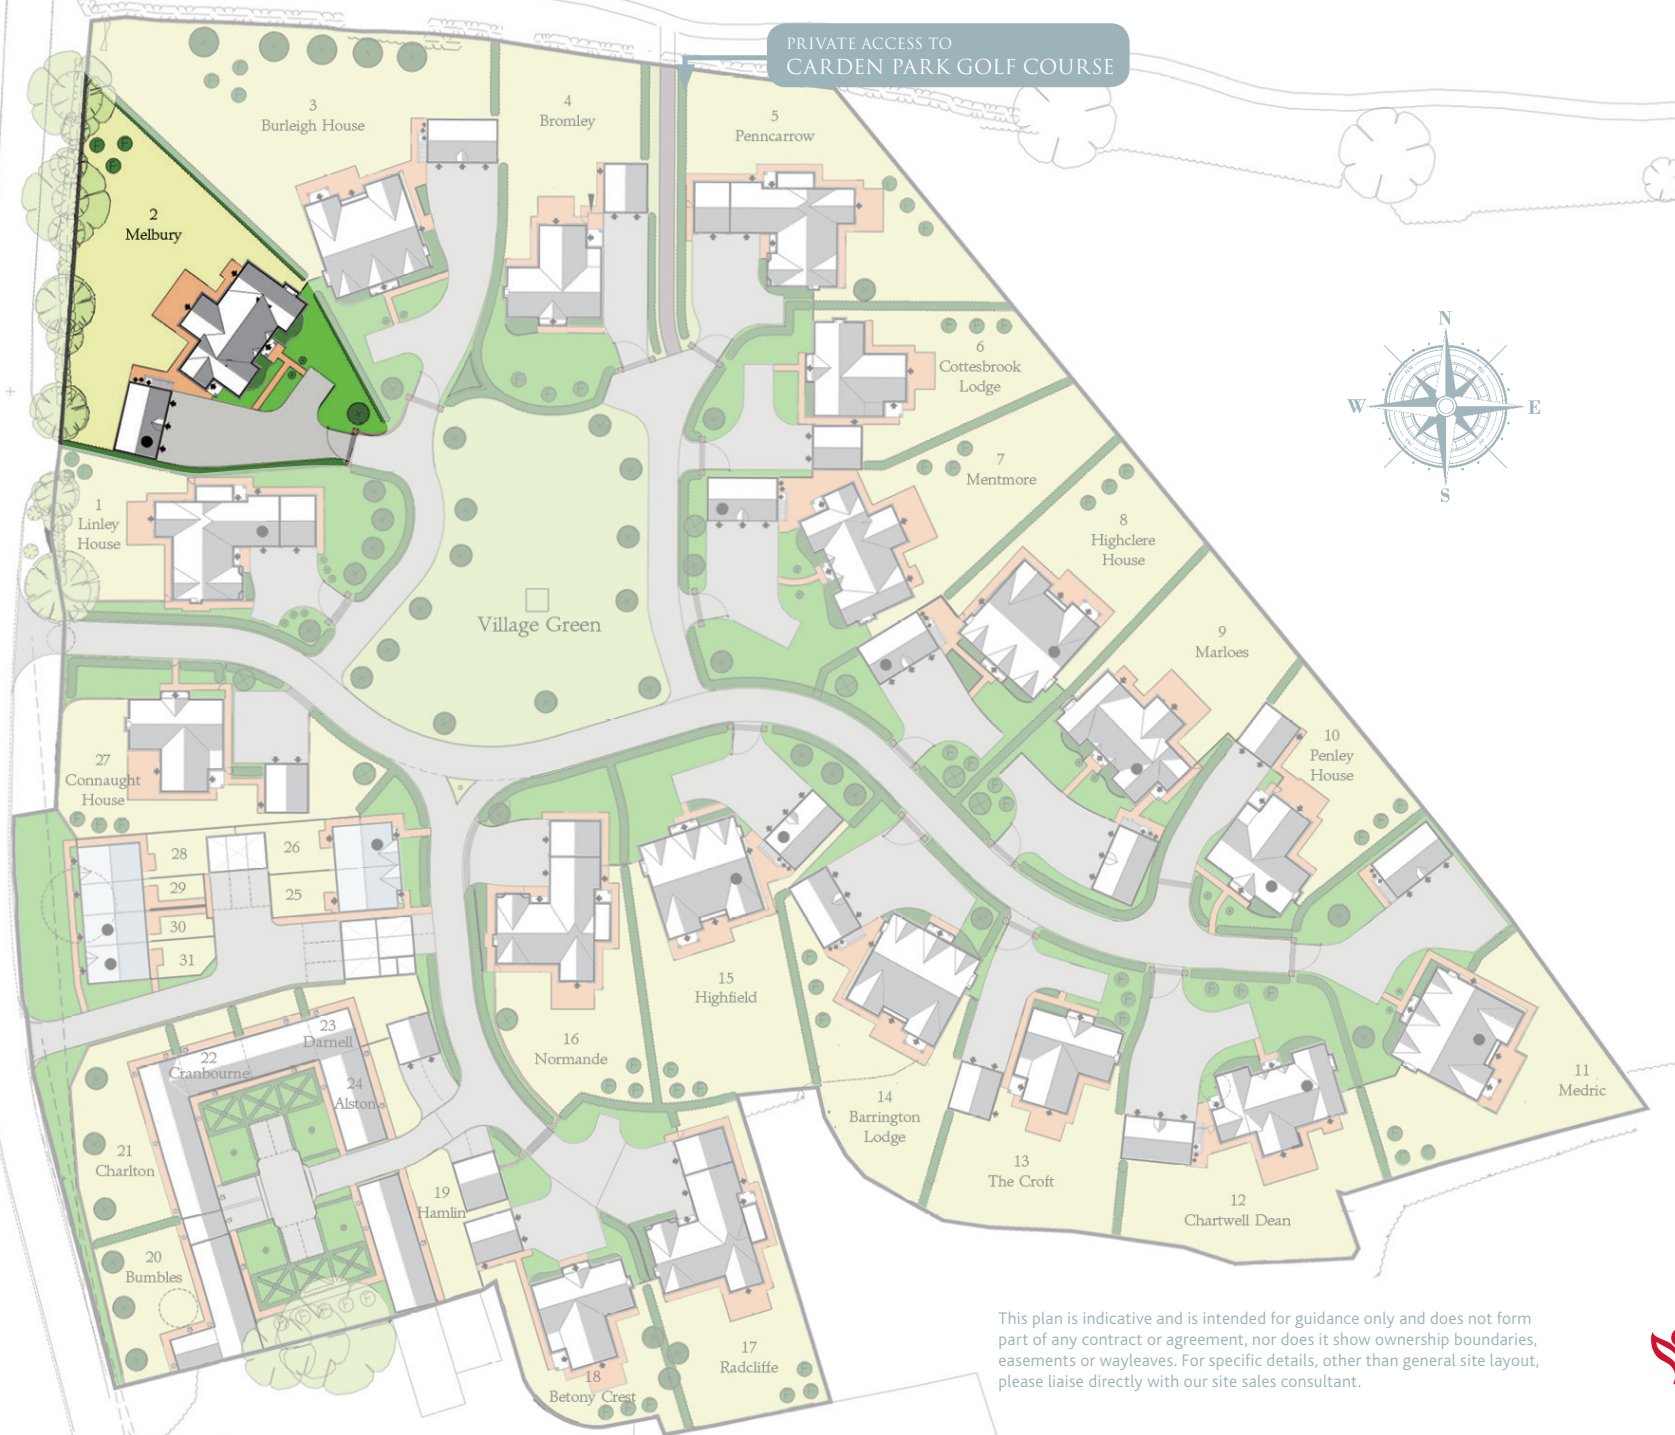 PRIVATE ACCESS TO
CARDEN PARK GOLF COURSE
3
Burleigh House
4
Bromley
5
Penncarrow
2
Melbury
6
Cottesbrook
Lodge
N
W
E
S
7
Mentmore
1
Linley
House
8
Highclere
House
Village Green
9
Marloes
27
Connaught
House
10
Penley
House
28
26
29
25
30
31
15
Highfield
16
Normande
23
Darnell
22
Cranbourne
24
Alston
14
Barrington
Lodge
11
Medric
21
Charlton
13
The Croft
19
Hamlin
12
Chartwell Dean
20
Bumbles
17
Radcliffe
18
Betony Crest
This plan is indicative and is intended for guidance only and does not form
part of any contract or agreement, nor does it show ownership boundaries,
easements or wayleaves. For specific details, other than general site layout,
please liaise directly with our site sales consultant.